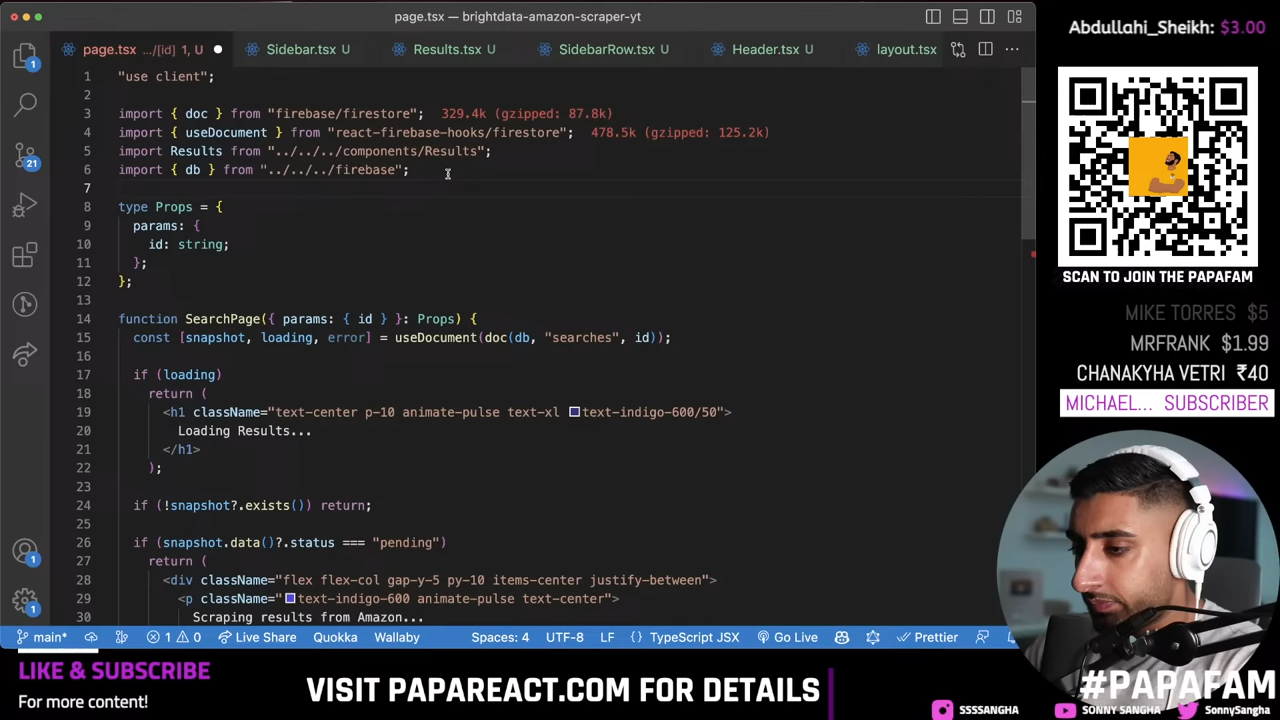 page.tsx — brightdata-amazon-scraper-yt
page.tsx .../[id] 1, U
Sidebar.tsx U
Results.tsx U
SidebarRow.tsx U
Header.tsx U
layout.tsx
1 "use client";
2
3 import { doc } from "firebase/firestore"; 329.4k (gzipped: 87.8k)
4 import { useDocument } from "react-firebase-hooks/firestore"; 478.5k (gzipped: 125.2k)
5 import Results from "../../../components/Results";
6 import { db } from "../../../firebase";
7
8 type Props = {
9 params: {
10 id: string;
11 };
12 };
13
14 function SearchPage({ params: { id } }: Props) {
15 const [snapshot, loading, error] = useDocument(doc(db, "searches", id));
16
17 if (loading)
18 return (
19 <h1 className="text-center p-10 animate-pulse text-xl text-indigo-600/50">
20 Loading Results...
21 </h1>
22 );
23
24 if (!snapshot?.exists()) return;
25
26 if (snapshot.data()?.status === "pending")
27 return (
28 <div className="flex flex-col gap-y-5 py-10 items-center justify-between">
29 <p className="text-indigo-600 animate-pulse text-center">
30 Scraping results from Amazon...
1
21
1
1
main*
1 0
Live Share
Quokka
Wallaby
Spaces: 4
UTF-8
LF
{ } TypeScript JSX
Go Live
Prettier
Abdullahi_Sheikh: $3.00
SCAN TO JOIN THE PAPAFAM
MIKE TORRES $5
MRFRANK $1.99
CHANAKYHA VETRI ₹40
MICHAEL... SUBSCRIBER
LIKE & SUBSCRIBE
For more content!
VISIT PAPAREACT.COM FOR DETAILS
#PAPAFAM
SSSSANGHA
SONNY SANGHA
SonnySangha